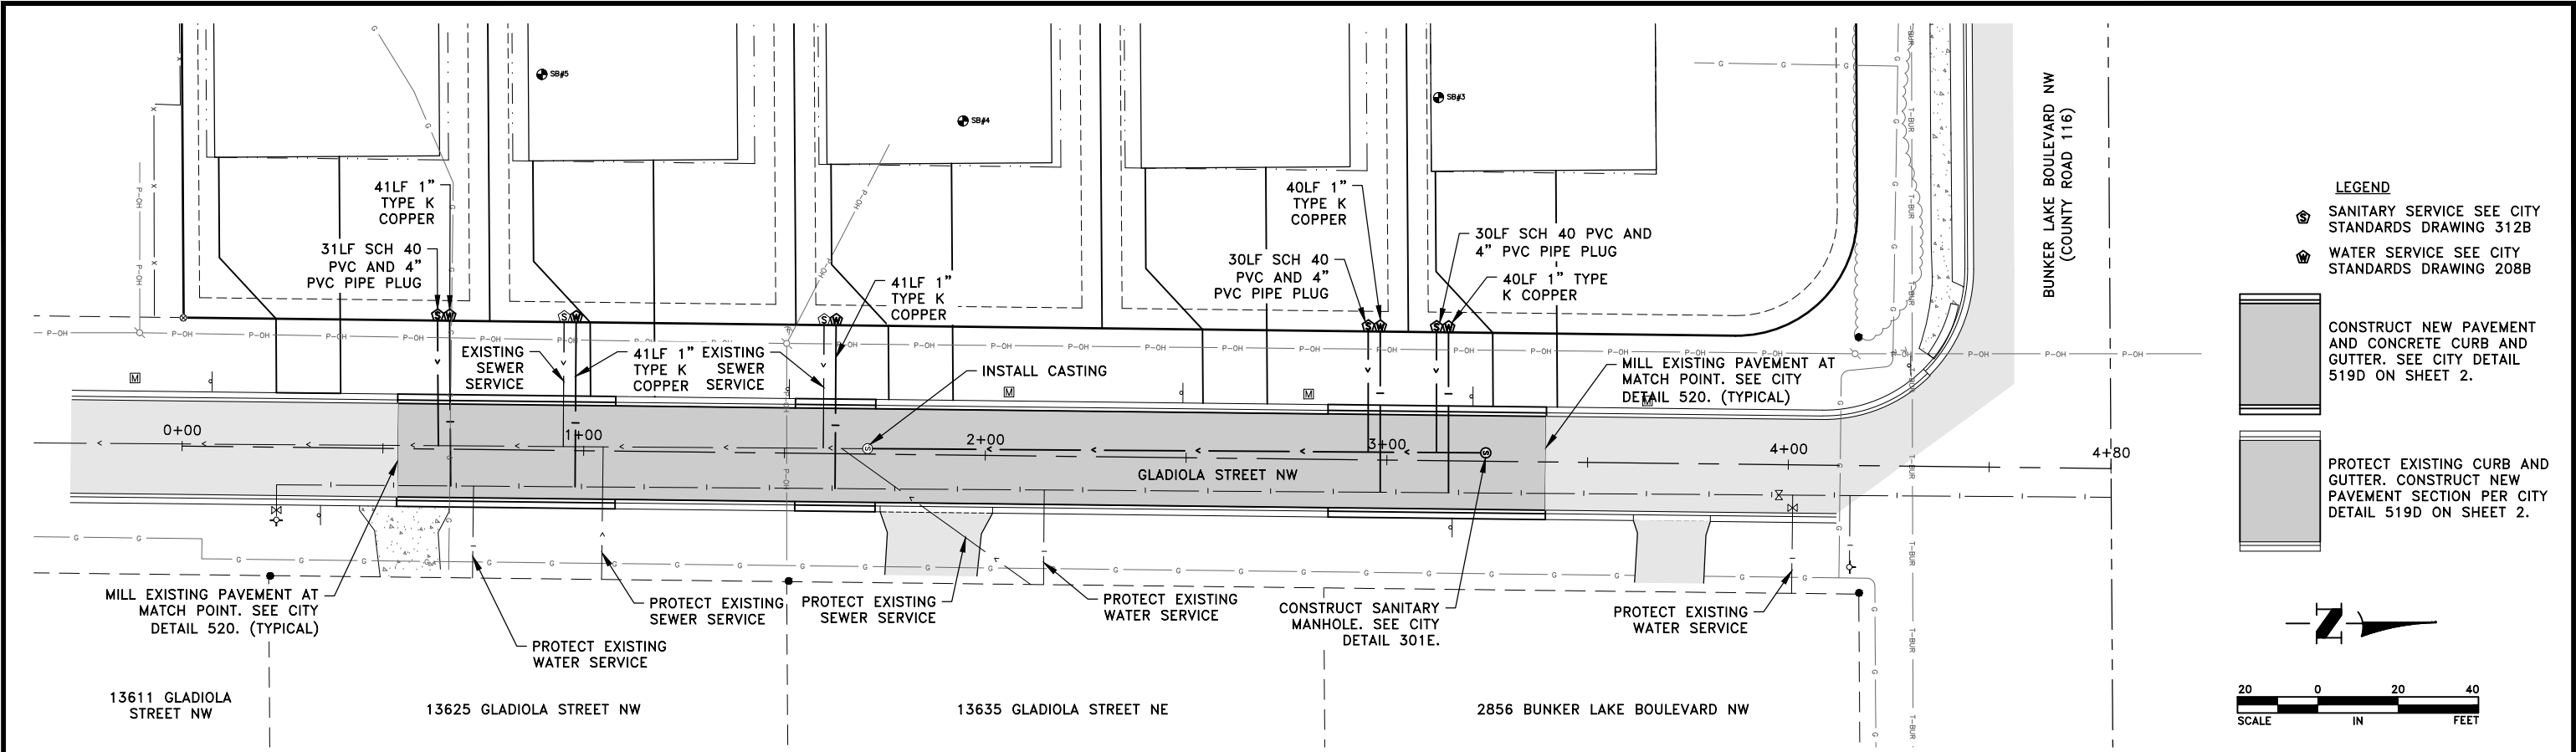 SB#5
SB#4
SB#3
41LF 1”
TYPE K
COPPER
31LF SCH 40
PVC AND 4”
PVC PIPE PLUG
EXISTING
SEWER
SERVICE
41LF 1”
TYPE K
COPPER
EXISTING
SEWER
SERVICE
41LF 1”
TYPE K
COPPER
INSTALL CASTING
40LF 1”
TYPE K
COPPER
30LF SCH 40
PVC AND 4”
PVC PIPE PLUG
30LF SCH 40 PVC AND
4” PVC PIPE PLUG
40LF 1” TYPE
K COPPER
MILL EXISTING PAVEMENT AT
MATCH POINT. SEE CITY
DETAIL 520. (TYPICAL)
BUNKER LAKE BOULEVARD NW
(COUNTY ROAD 116)
0+00
1+00
2+00
3+00
4+00
4+80
GLADIOLA STREET NW
MILL EXISTING PAVEMENT AT
MATCH POINT. SEE CITY
DETAIL 520. (TYPICAL)
PROTECT EXISTING
WATER SERVICE
PROTECT EXISTING
SEWER SERVICE
PROTECT EXISTING
SEWER SERVICE
PROTECT EXISTING
WATER SERVICE
CONSTRUCT SANITARY
MANHOLE. SEE CITY
DETAIL 301E.
PROTECT EXISTING
WATER SERVICE
13611 GLADIOLA
STREET NW
13625 GLADIOLA STREET NW
13635 GLADIOLA STREET NE
2856 BUNKER LAKE BOULEVARD NW
LEGEND
SANITARY SERVICE SEE CITY
STANDARDS DRAWING 312B
WATER SERVICE SEE CITY
STANDARDS DRAWING 208B
CONSTRUCT NEW PAVEMENT
AND CONCRETE CURB AND
GUTTER. SEE CITY DETAIL
519D ON SHEET 2.
PROTECT EXISTING CURB AND
GUTTER. CONSTRUCT NEW
PAVEMENT SECTION PER CITY
DETAIL 519D ON SHEET 2.
N
20 0 20 40
SCALE IN FEET